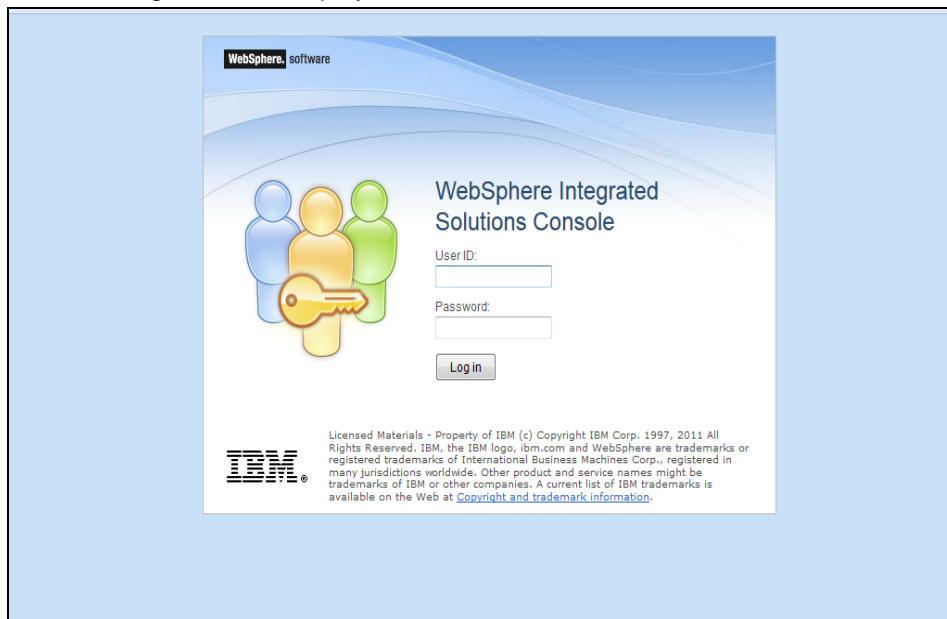 WebSphere. software
WebSphere Integrated
Solutions Console
User ID:
Password:
Log in
IBM®
Licensed Materials - Property of IBM (c) Copyright IBM Corp. 1997, 2011 All
Rights Reserved. IBM, the IBM logo, ibm.com and WebSphere are trademarks or
registered trademarks of International Business Machines Corp., registered in
many jurisdictions worldwide. Other product and service names might be
trademarks of IBM or other companies. A current list of IBM trademarks is
available on the Web at Copyright and trademark information.